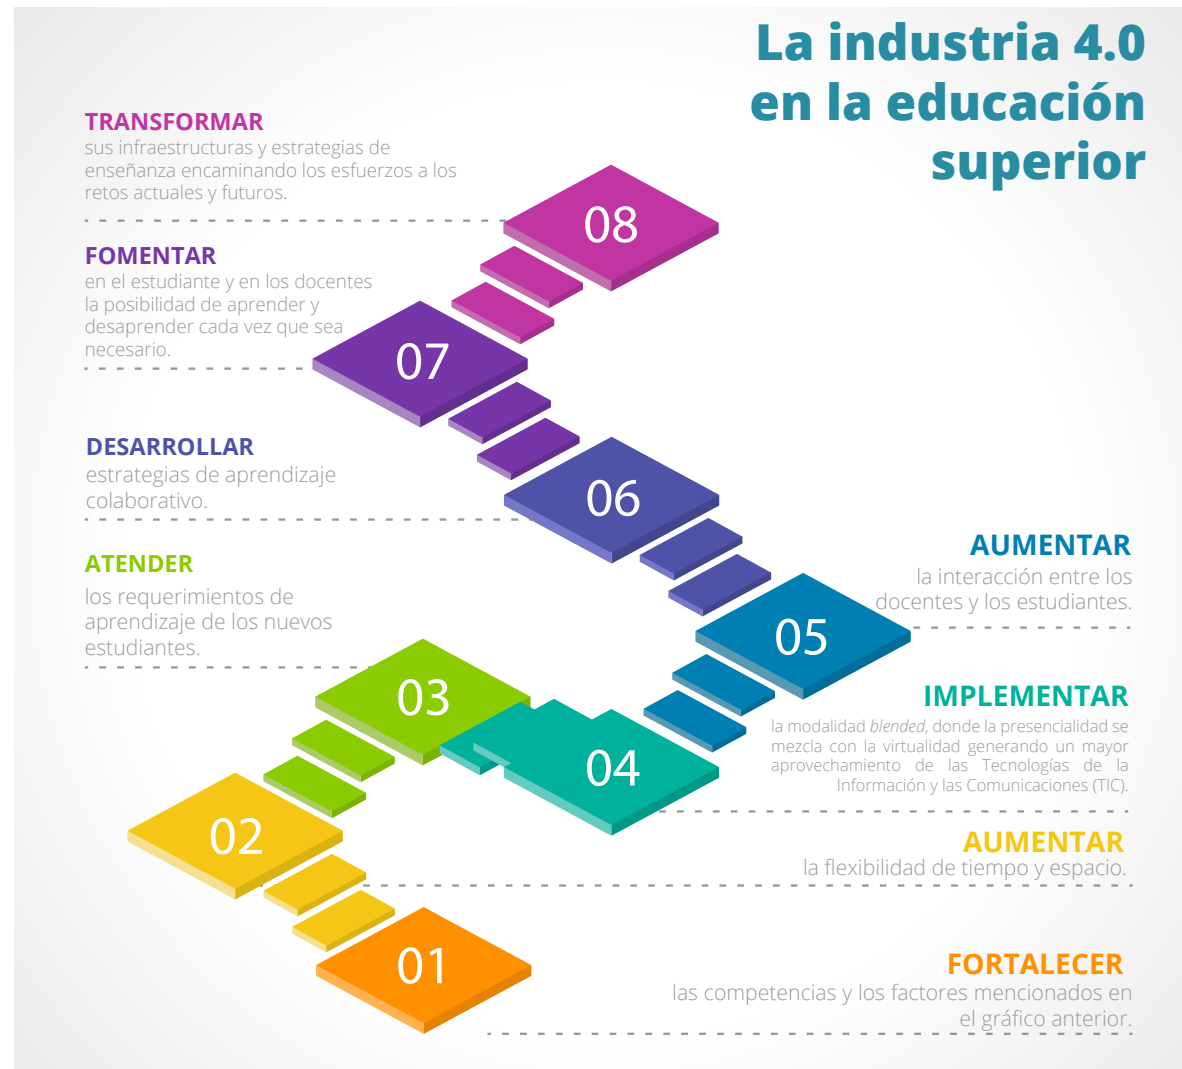 La industria 4.0
en la educación
superior
TRANSFORMAR
sus infraestructuras y estrategias de
enseñanza encaminando los esfuerzos a los
retos actuales y futuros.
08
FOMENTAR
en el estudiante y en los docentes
la posibilidad de aprender y
desaprender cada vez que sea
necesario.
07
DESARROLLAR
estrategias de aprendizaje
colaborativo.
06
AUMENTAR
la interacción entre los
docentes y los estudiantes.
05
ATENDER
los requerimientos de
aprendizaje de los nuevos
estudiantes.
03
IMPLEMENTAR
la modalidad blended, donde la presencialidad se
mezcla con la virtualidad generando un mayor
aprovechamiento de las Tecnologías de la
Información y las Comunicaciones (TIC).
04
02
AUMENTAR
la flexibilidad de tiempo y espacio.
01
FORTALECER
las competencias y los factores mencionados en
el gráfico anterior.